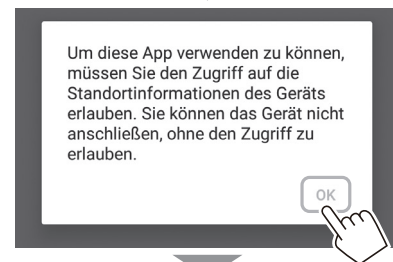 Um diese App verwenden zu können,
müssen Sie den Zugriff auf die
Standortinformationen des Geräts
erlauben. Sie können das Gerät nicht
anschließen, ohne den Zugriff zu
erlauben.
OK